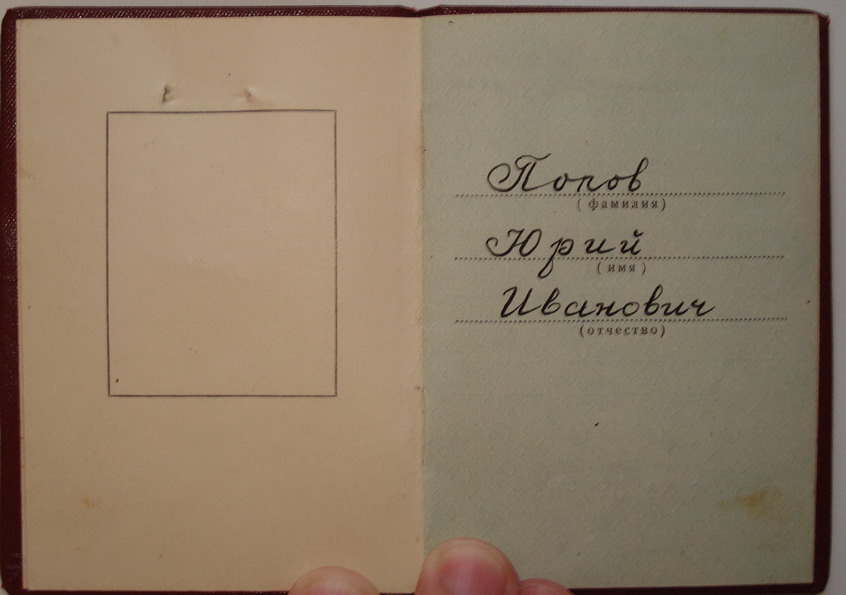 Попов
(фамилия)
Юрий
(имя)
Иванович
(отчество)